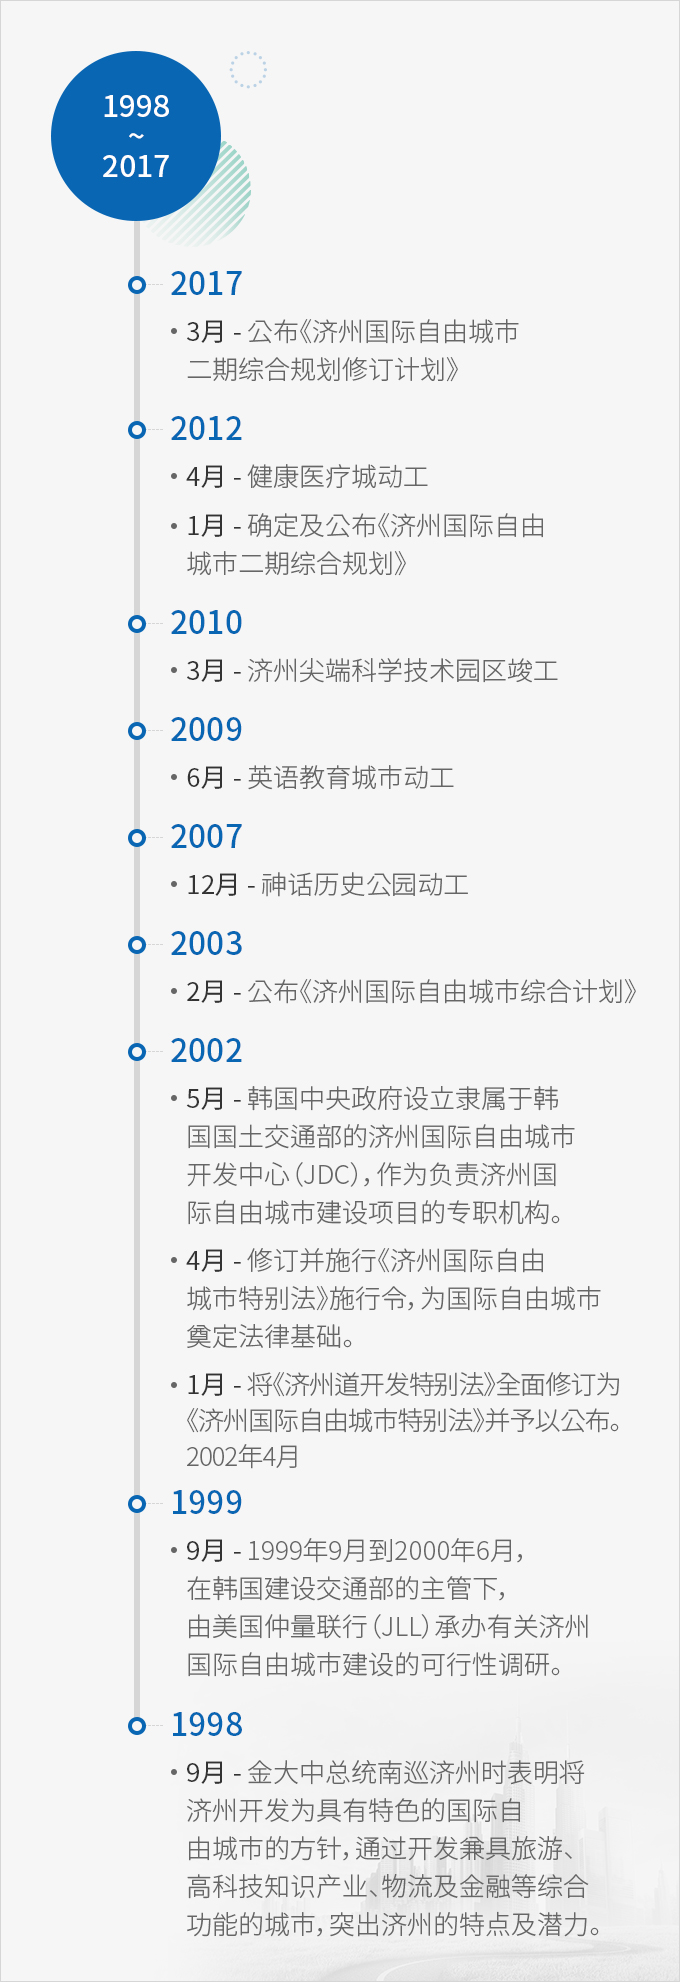 1998
~
2017
2017
• 3月 - 公布《济州国际自由城市
二期综合规划修订计划》
2012
• 4月 - 健康医疗城动工
• 1月 - 确定及公布《济州国际自由
城市二期综合规划》
2010
• 3月 - 济州尖端科学技术园区竣工
2009
• 6月 - 英语教育城市动工
2007
• 12月 - 神话历史公园动工
2003
• 2月 - 公布《济州国际自由城市综合计划》
2002
• 5月 - 韩国中央政府设立隶属于韩
国国土交通部的济州国际自由城市
开发中心（JDC），作为负责济州国
际自由城市建设项目的专职机构。
• 4月 - 修订并施行《济州国际自由
城市特别法》施行令，为国际自由城市
奠定法律基础。
• 1月 - 将《济州道开发特别法》全面修订为
《济州国际自由城市特别法》并予以公布。
2002年4月
1999
• 9月 - 1999年9月到2000年6月，
在韩国建设交通部的主管下，
由美国仲量联行（JLL）承办有关济州
国际自由城市建设的可行性调研。
1998
• 9月 - 金大中总统南巡济州时表明将
济州开发为具有特色的国际自
由城市的方针，通过开发兼具旅游、
高科技知识产业、物流及金融等综合
功能的城市，突出济州的特点及潜力。